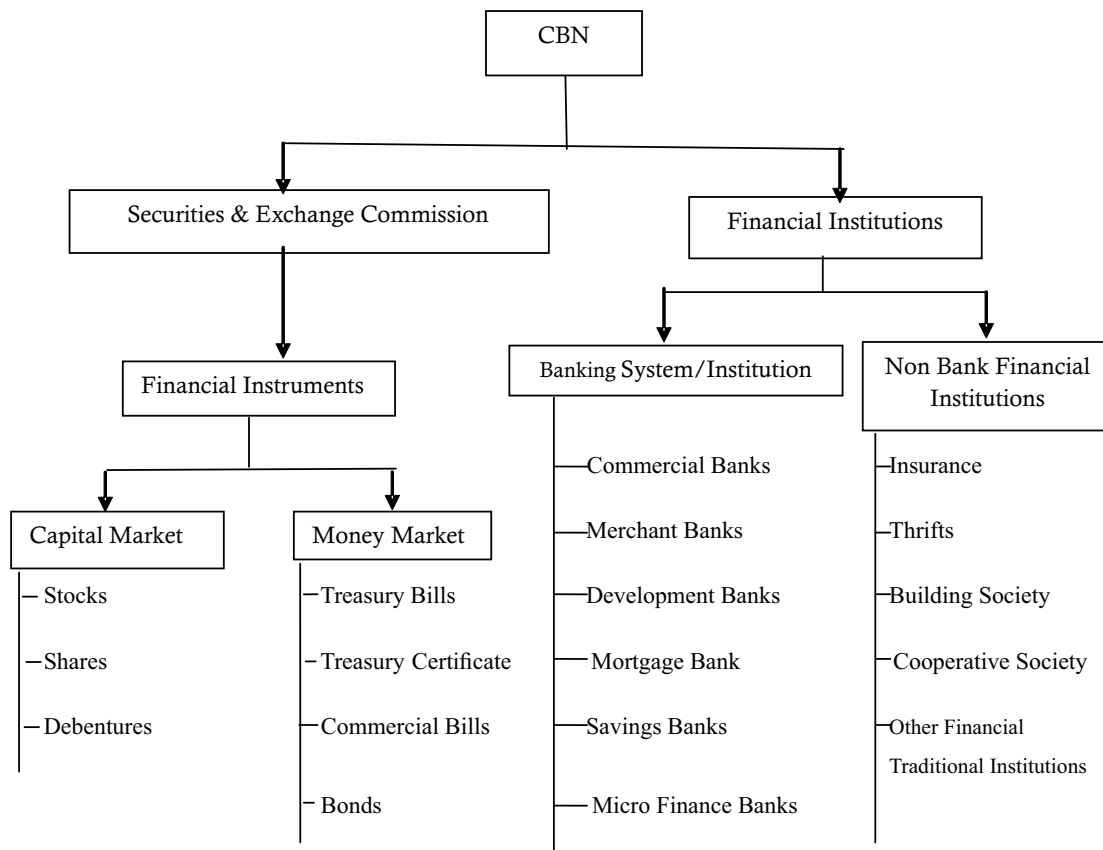 CBN
Securities & Exchange Commission
Financial Institutions
Financial Instruments
Banking System/Institution
Non Bank Financial
Institutions
Capital Market
Stocks
Shares
Debentures
Money Market
Treasury Bills
Treasury Certificate
Commercial Bills
Bonds
Commercial Banks
Merchant Banks
Development Banks
Mortgage Bank
Savings Banks
Micro Finance Banks
Insurance
Thrifts
Building Society
Cooperative Society
Other Financial
Traditional Institutions